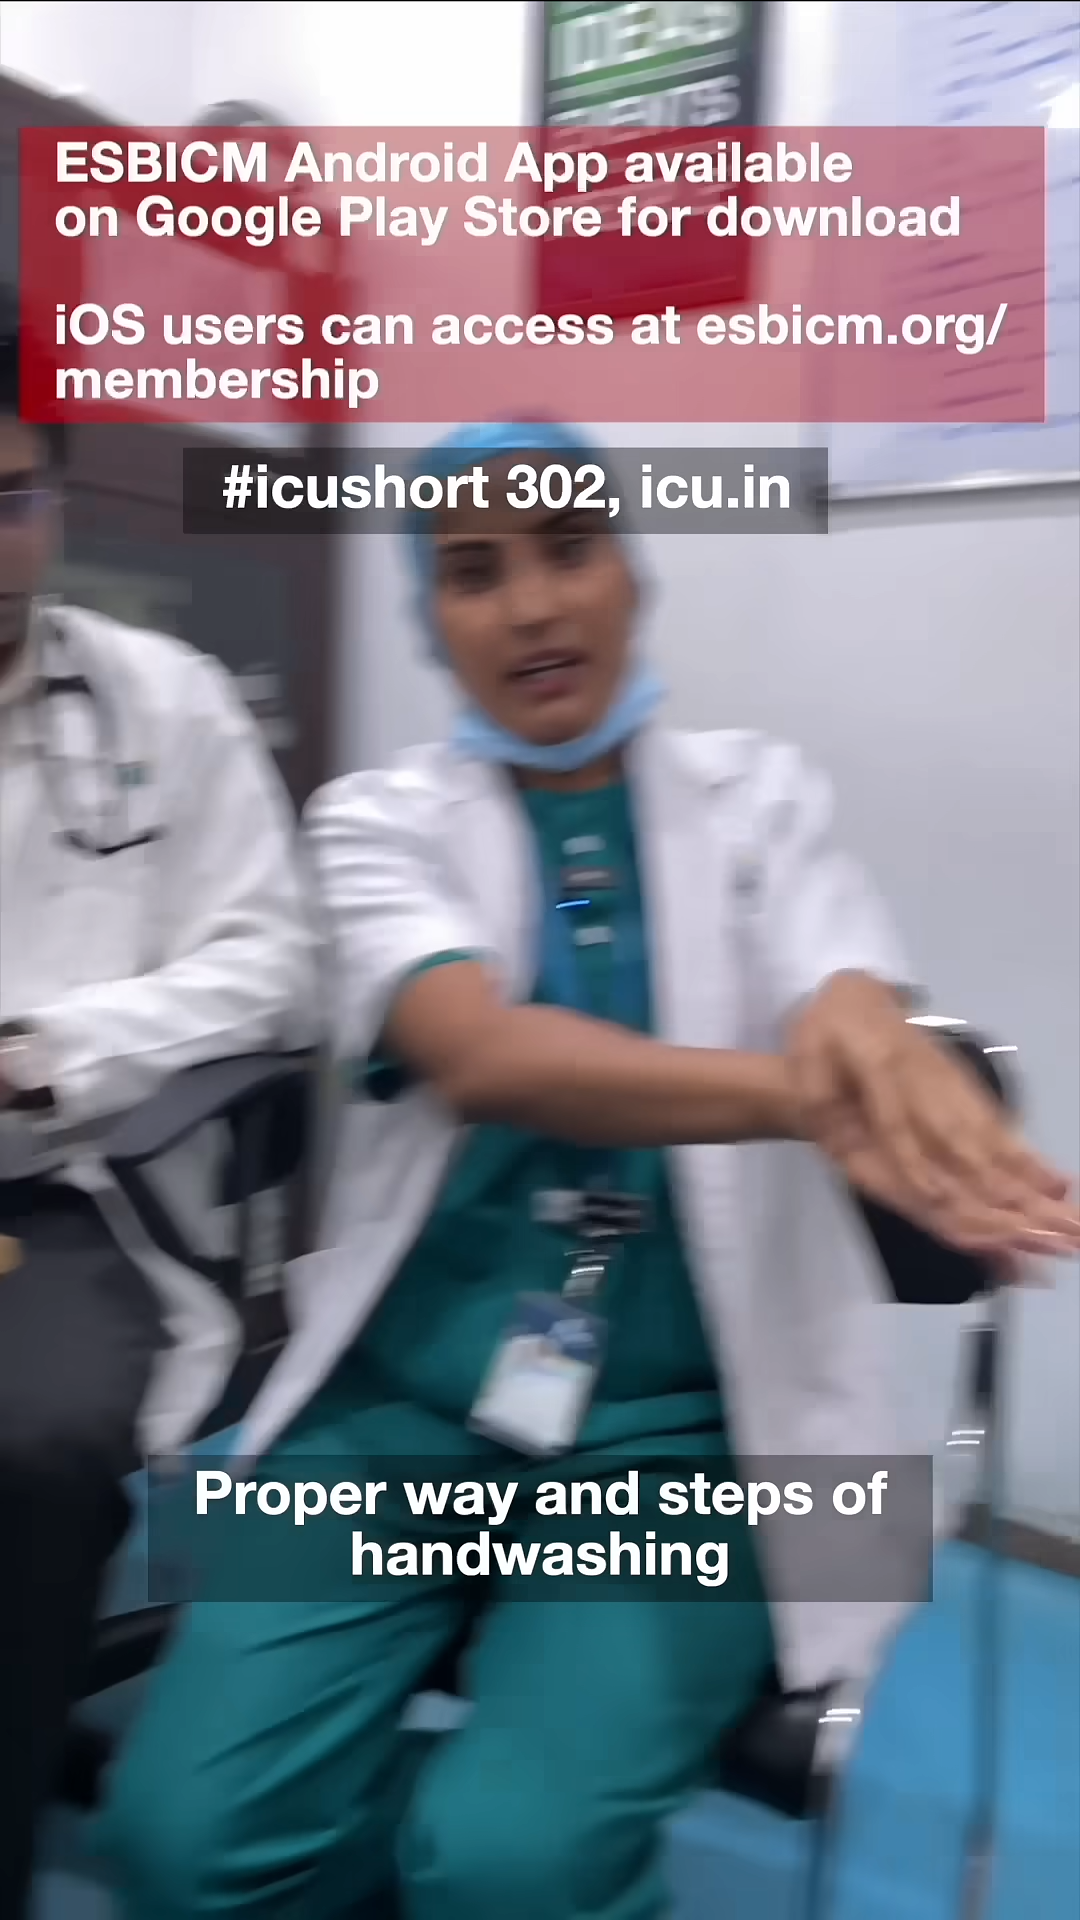 ESBICM Android App available
on Google Play Store for download
iOS users can access at esbicm.org/
membership
#icushort 302, icu.in
Proper way and steps of
handwashing